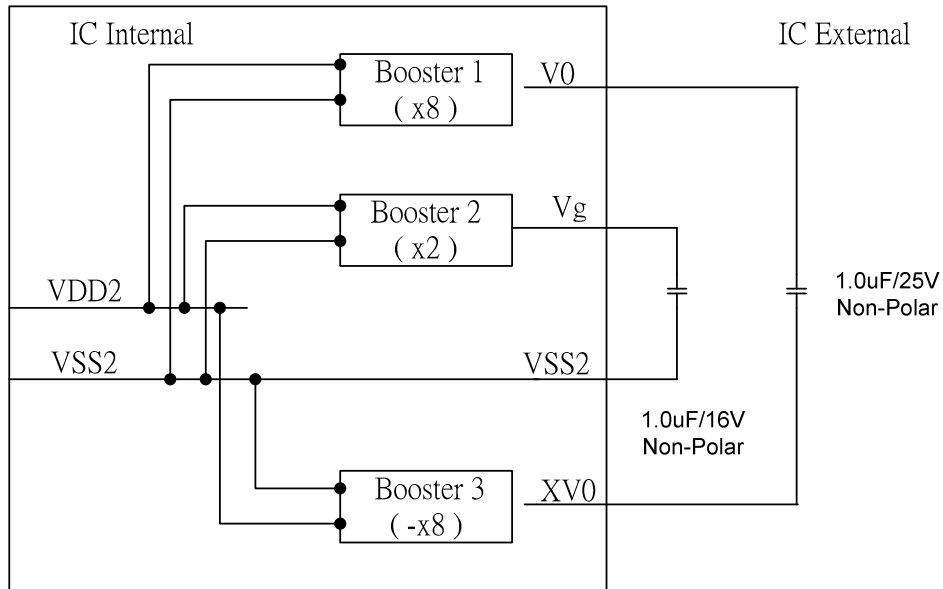 IC Internal
IC External
Booster 1
( x8 )
V0
Booster 2
( x2 )
Vg
VDD2
1.0uF/25V
Non-Polar
VSS2
VSS2
1.0uF/16V
Non-Polar
Booster 3
( -x8 )
XV0